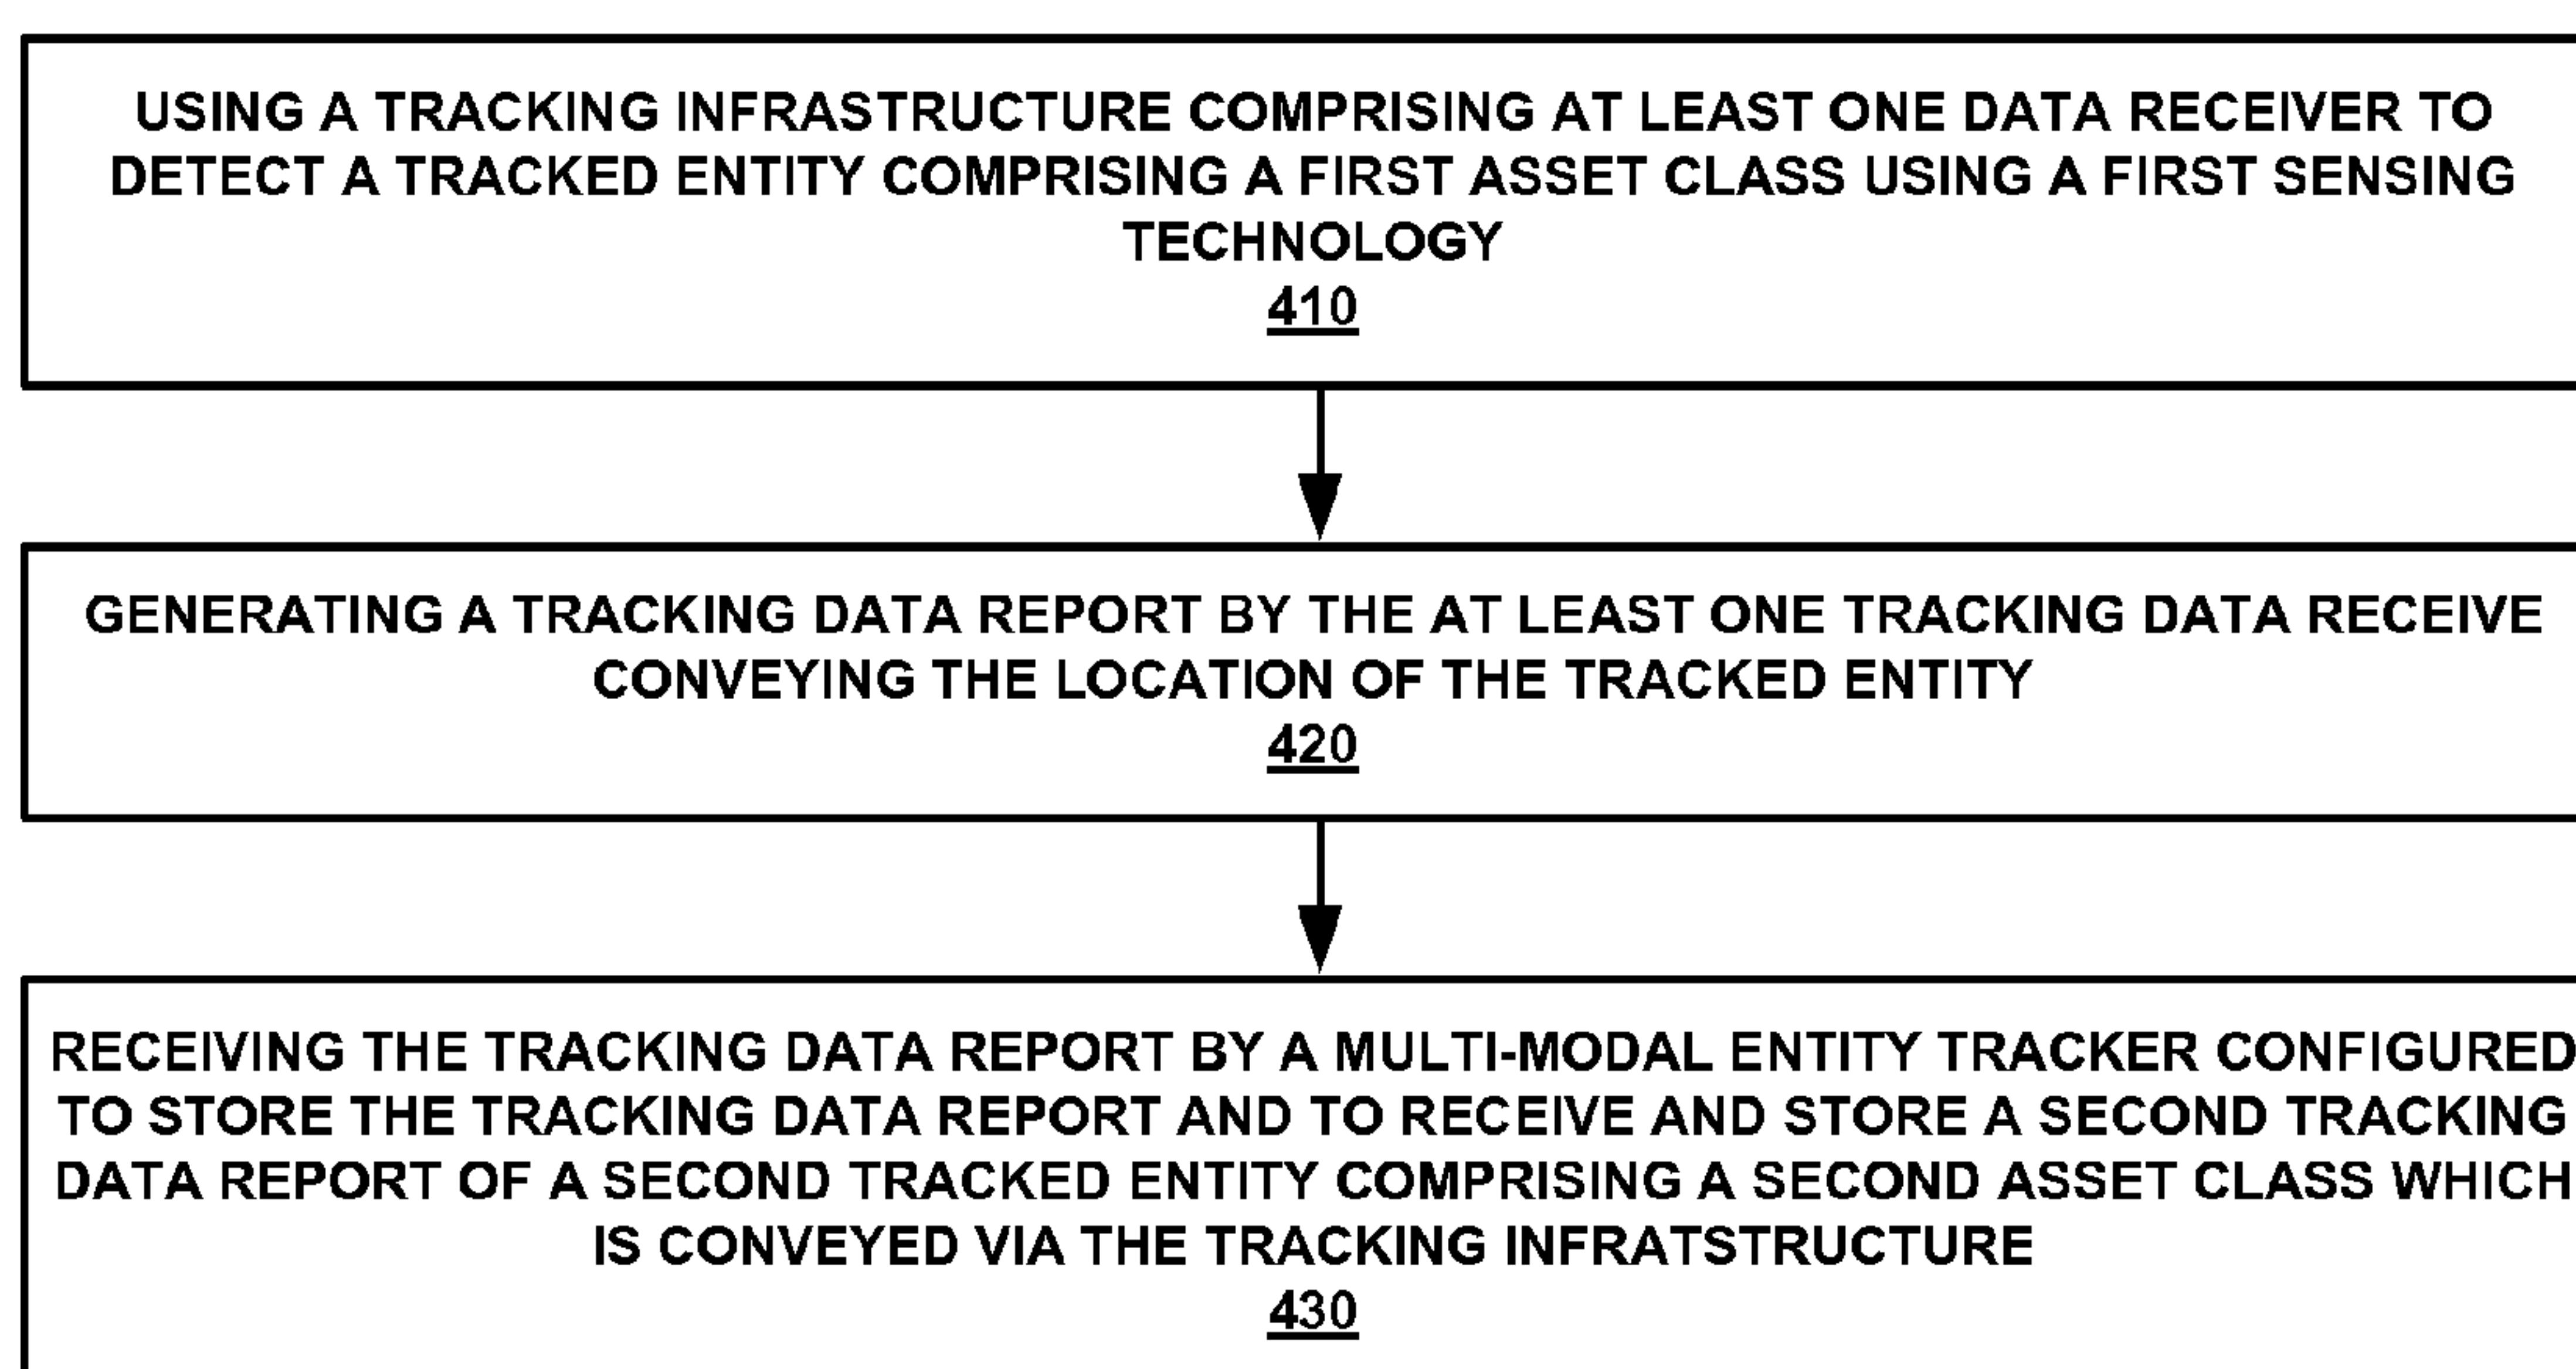 USING A TRACKING INFRASTRUCTURE COMPRISING AT LEAST ONE DATA RECEIVER TO
DETECT A TRACKED ENTITY COMPRISING A FIRST ASSET CLASS USING A FIRST SENSING
TECHNOLOGY
410
GENERATING A TRACKING DATA REPORT BY THE AT LEAST ONE TRACKING DATA RECEIVE
CONVEYING THE LOCATION OF THE TRACKED ENTITY
420
RECEIVING THE TRACKING DATA REPORT BY A MULTI-MODAL ENTITY TRACKER CONFIGURED
TO STORE THE TRACKING DATA REPORT AND TO RECEIVE AND STORE A SECOND TRACKING
DATA REPORT OF A SECOND TRACKED ENTITY COMPRISING A SECOND ASSET CLASS WHICH
IS CONVEYED VIA THE TRACKING INFRATSTRUCTURE
430